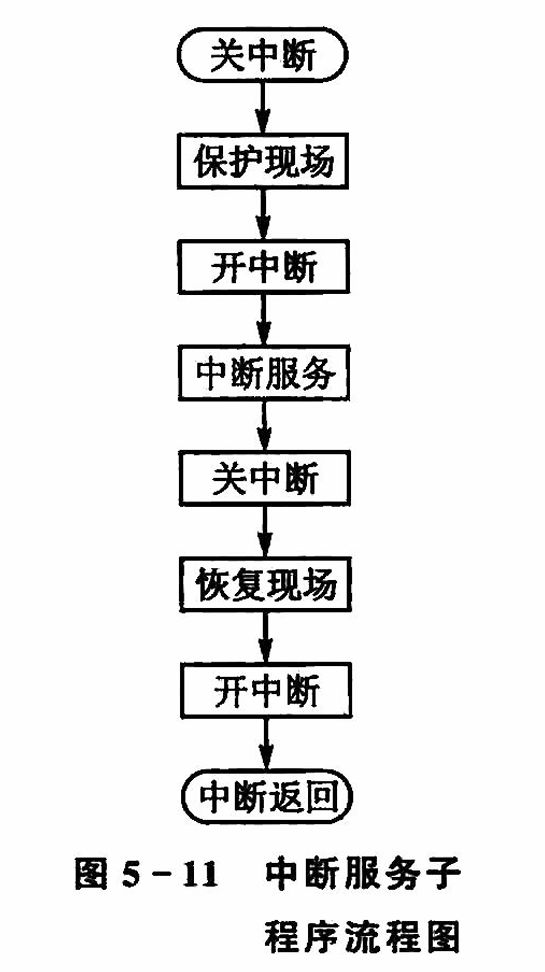 关中断
保护现场
开中断
中断服务
关中断
恢复现场
开中断
中断返回
图 5-11 中断服务子
程序流程图